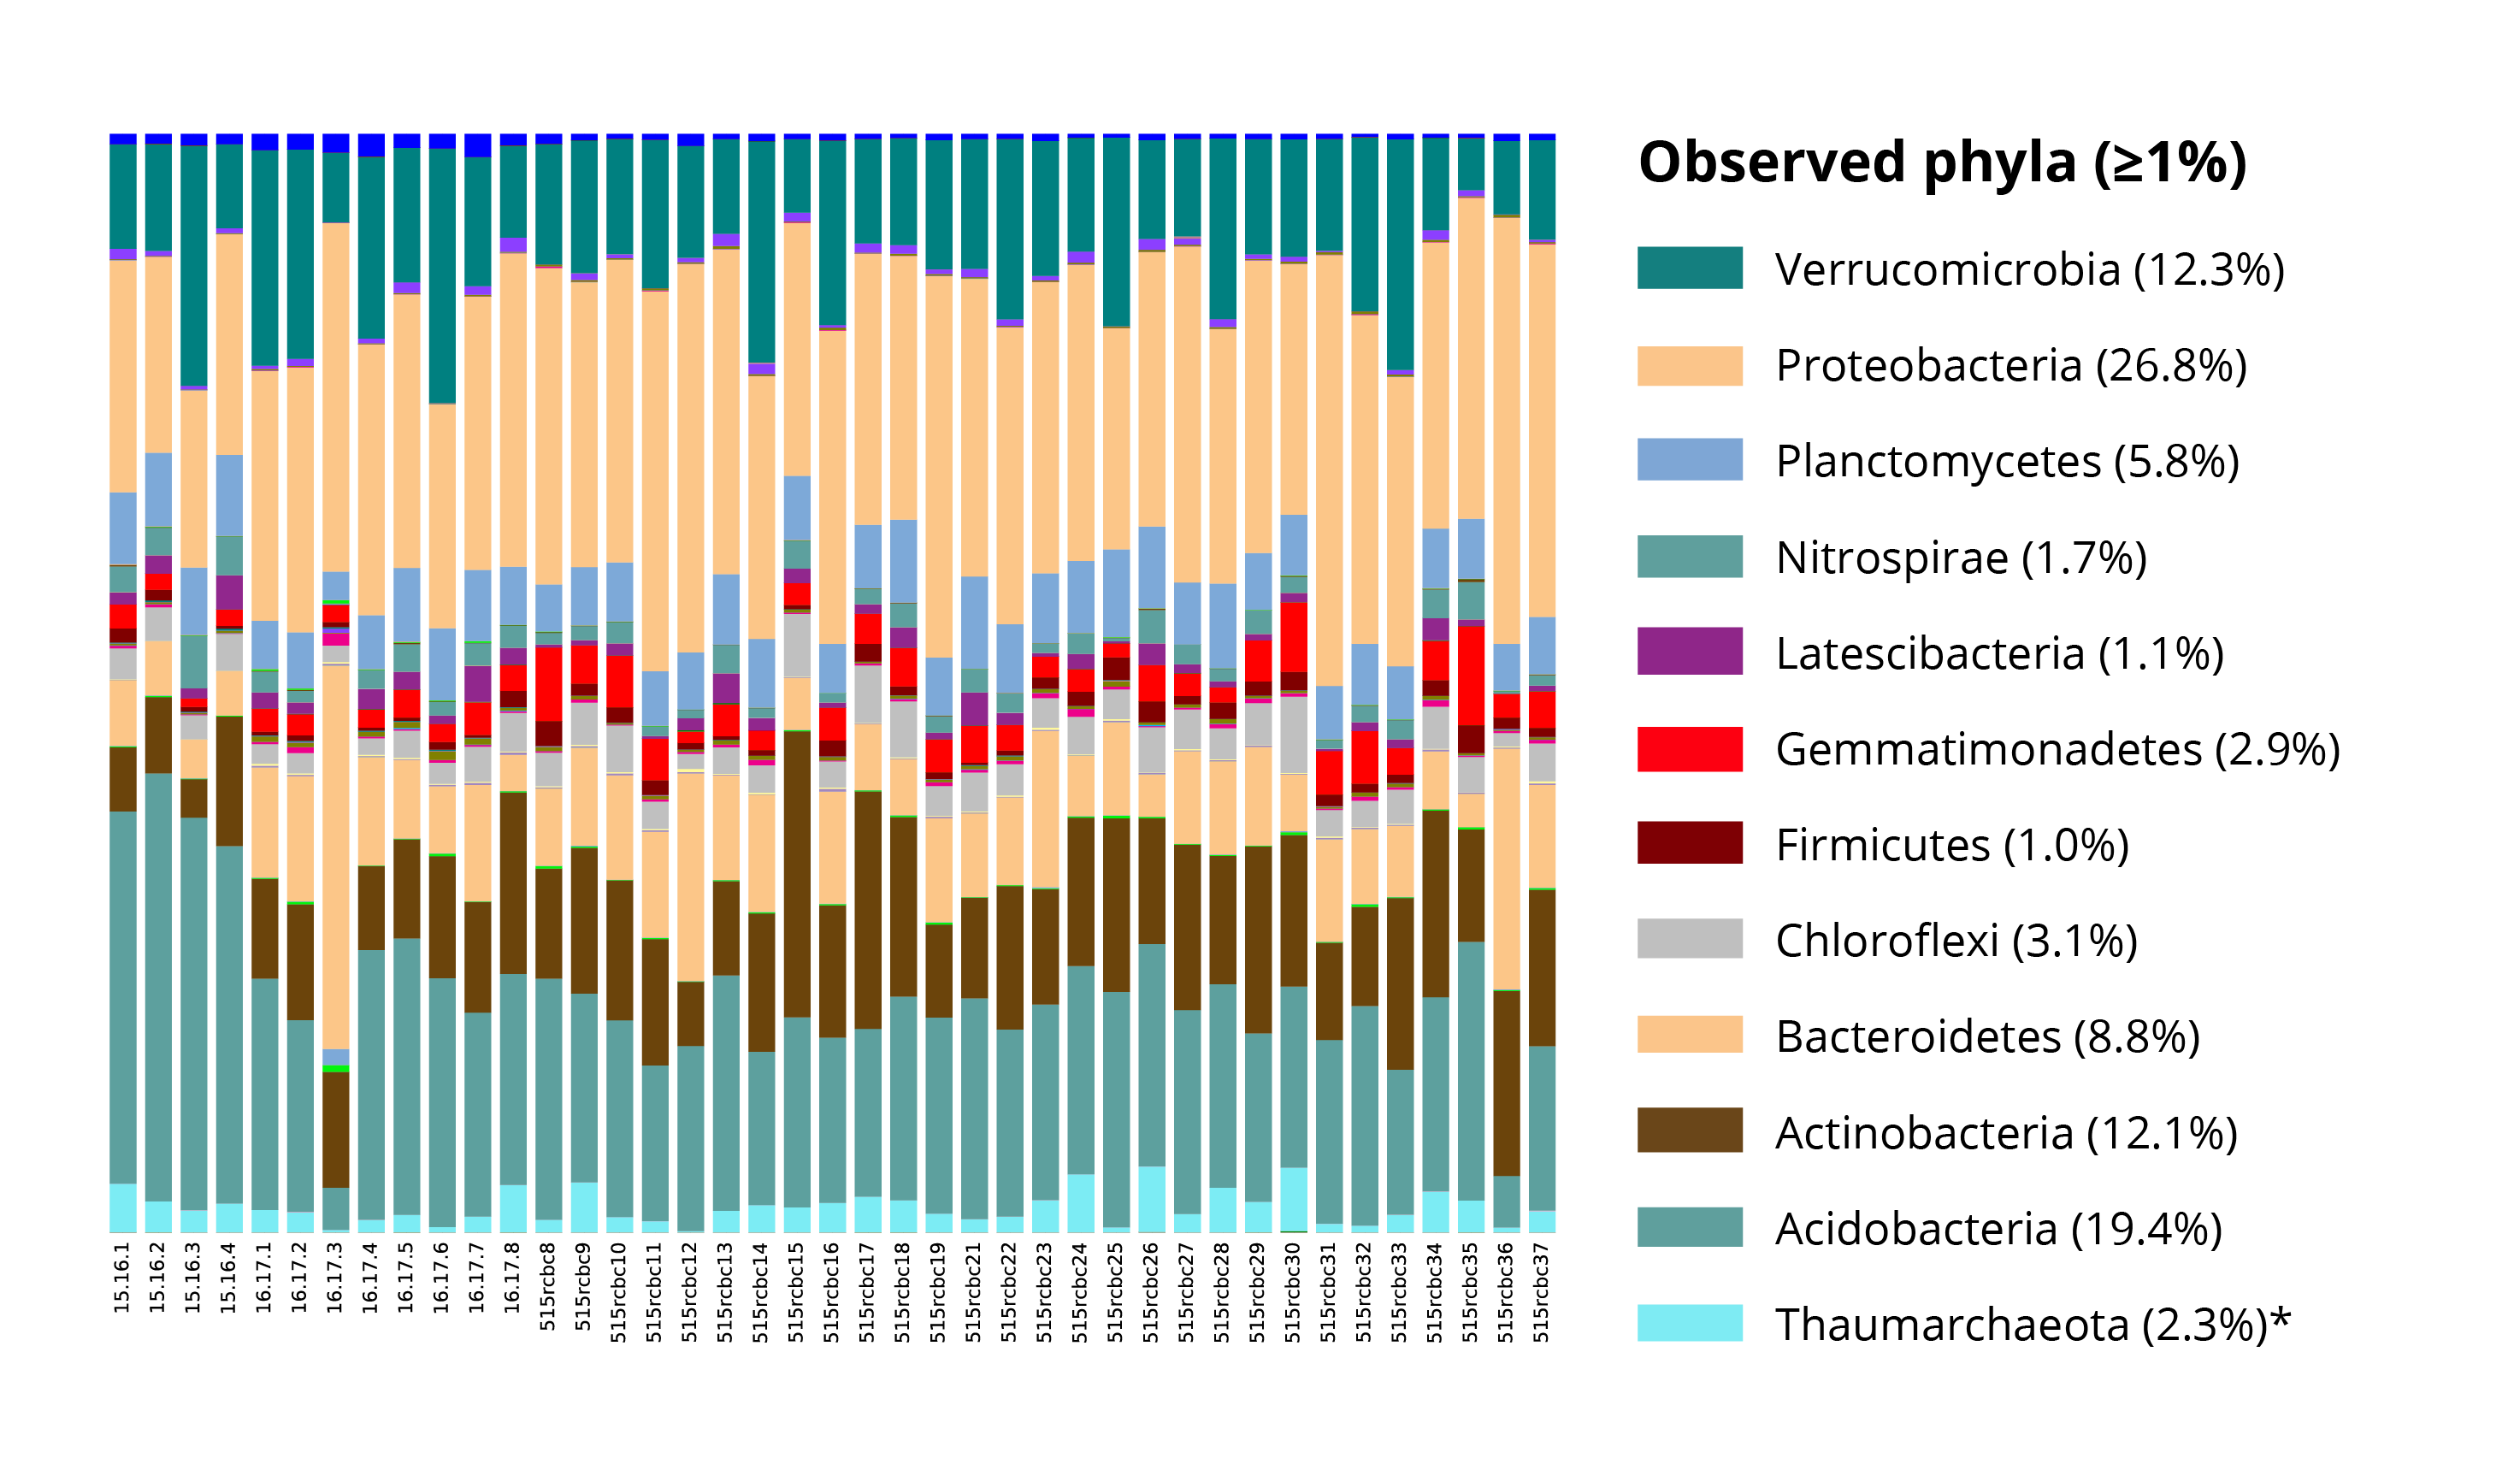 Observed phyla (≥1%)
Verrucomicrobia (12.3%)
Proteobacteria (26.8%)
Planctomycetes (5.8%)
Nitrospirae (1.7%)
Latescibacteria (1.1%)
Gemmatimonadetes (2.9%)
Firmicutes (1.0%)
Chloroflexi (3.1%)
Bacteroidetes (8.8%)
Actinobacteria (12.1%)
Acidobacteria (19.4%)
Thaumarchaeota (2.3%)*
15.16.1
15.16.2
15.16.3
15.16.4
16.17.1
16.17.2
16.17.3
16.17.4
16.17.5
16.17.6
16.17.7
16.17.8
515rcbc8
515rcbc9
515rcbc10
515rcbc11
515rcbc12
515rcbc13
515rcbc14
515rcbc15
515rcbc16
515rcbc17
515rcbc18
515rcbc19
515rcbc21
515rcbc22
515rcbc23
515rcbc24
515rcbc25
515rcbc26
515rcbc27
515rcbc28
515rcbc29
515rcbc30
515rcbc31
515rcbc32
515rcbc33
515rcbc34
515rcbc35
515rcbc36
515rcbc37